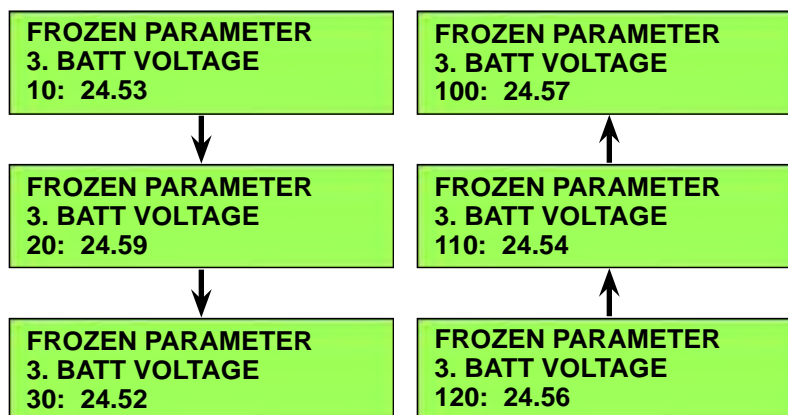 FROZEN PARAMETER
3. BATT VOLTAGE
10: 24.53
FROZEN PARAMETER
3. BATT VOLTAGE
20: 24.59
FROZEN PARAMETER
3. BATT VOLTAGE
30: 24.52
FROZEN PARAMETER
3. BATT VOLTAGE
100: 24.57
FROZEN PARAMETER
3. BATT VOLTAGE
110: 24.54
FROZEN PARAMETER
3. BATT VOLTAGE
120: 24.56